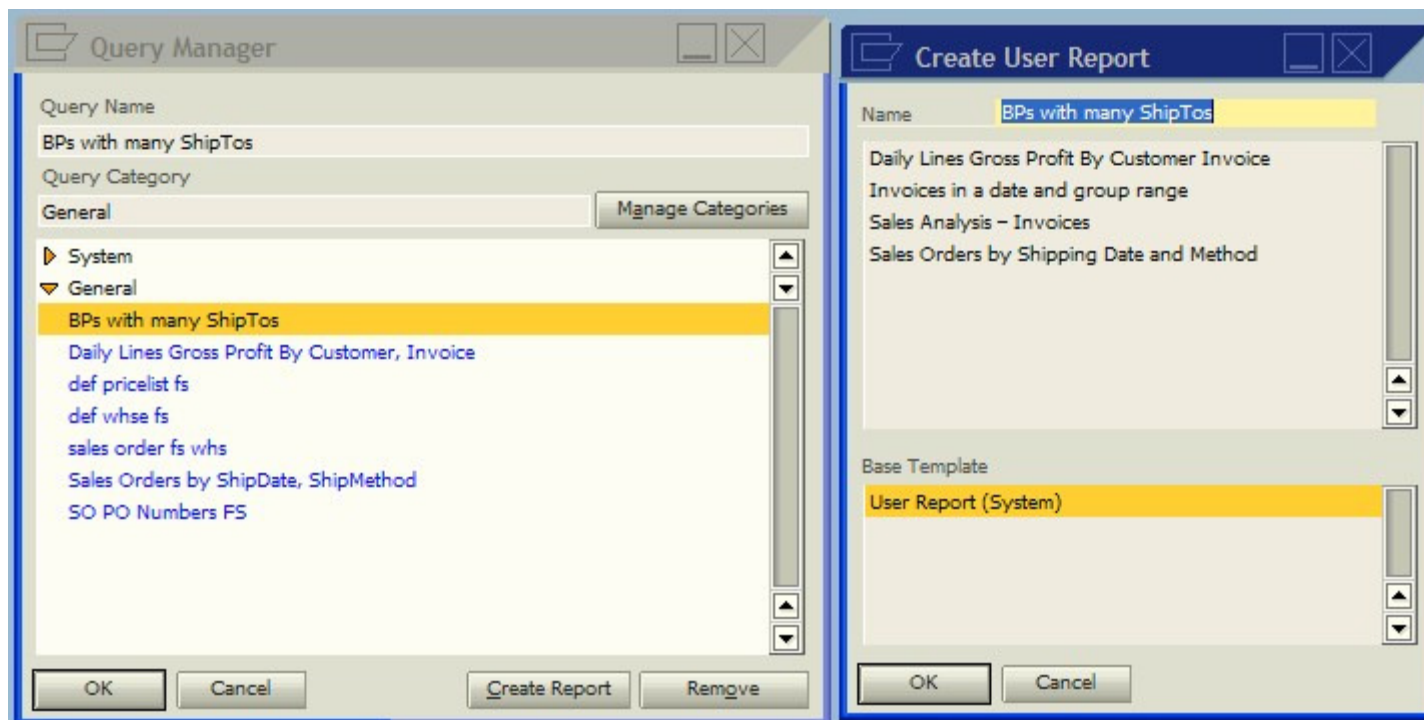 Query Manager
Query Name
BPs with many ShipTos
Query Category
General
Manage Categories
System
General
BPs with many ShipTos
Daily Lines Gross Profit By Customer, Invoice
def pricelist fs
def whse fs
sales order fs whs
Sales Orders by ShipDate, ShipMethod
SO PO Numbers FS
OK
Cancel
Create Report
Remove
Create User Report
Name
BPs with many ShipTos
Daily Lines Gross Profit By Customer Invoice
Invoices in a date and group range
Sales Analysis – Invoices
Sales Orders by Shipping Date and Method
Base Template
User Report (System)
OK
Cancel